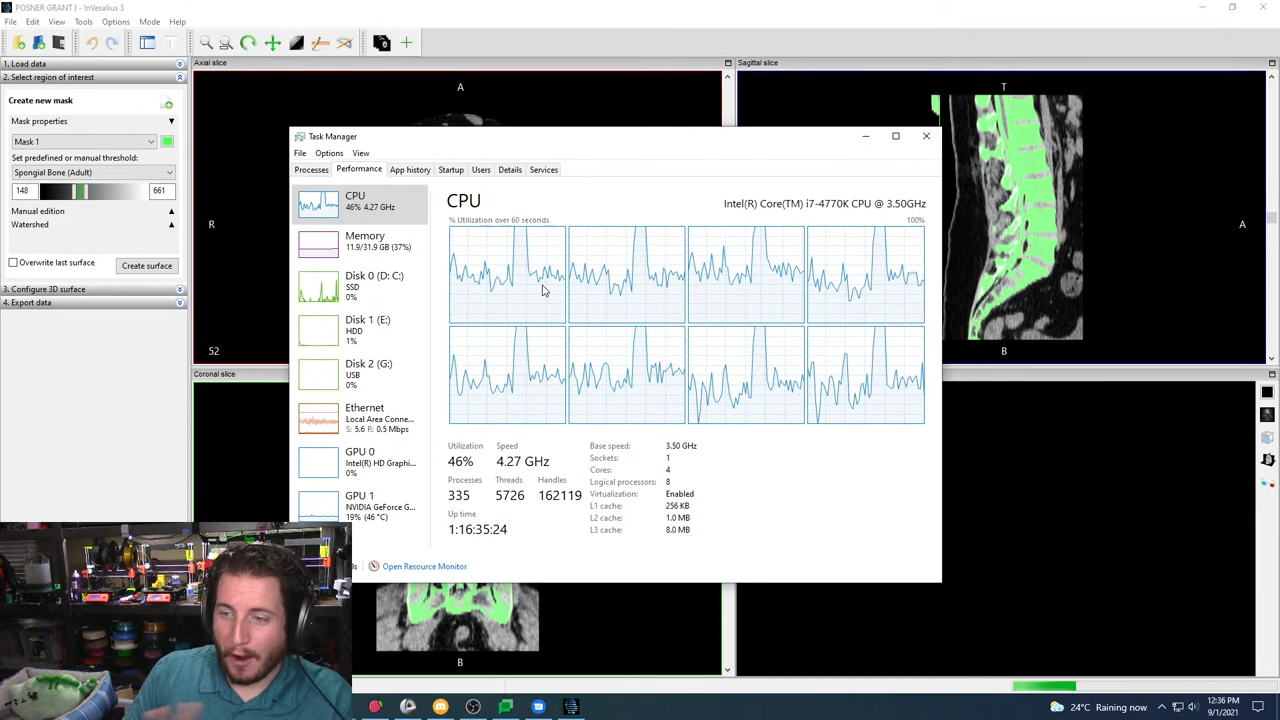 POSNER GRANT J - InVesalius 3
File Edit View Tools Options Mode Help
1. Load data
2. Select region of interest
Create new mask
Mask properties
Mask 1
Set predefined or manual threshold:
Spongial Bone (Adult)
148 661
Manual edition
Watershed
Overwrite last surface Create surface
3. Configure 3D surface
4. Export data
Axial slice
A
R
52
Coronal slice
B
Sagittal slice
T
A
B
Task Manager
File Options View
Processes Performance App history Startup Users Details Services
CPU
46% 4.27 GHz
Memory
11.9/31.9 GB (37%)
Disk 0 (D: C:)
SSD
0%
Disk 1 (E:)
HDD
1%
Disk 2 (G:)
USB
0%
Ethernet
Local Area Conne...
S: 5.6 R: 0.5 Mbps
GPU 0
Intel(R) HD Graphi...
0%
GPU 1
NVIDIA GeForce G...
19% (46 °C)
CPU Intel(R) Core(TM) i7-4770K CPU @ 3.50GHz
% Utilization over 60 seconds 100%
Utilization Speed
46% 4.27 GHz
Processes Threads Handles
335 5726 162119
Up time
1:16:35:24
Base speed: 3.50 GHz
Sockets: 1
Cores: 4
Logical processors: 8
Virtualization: Enabled
L1 cache: 256 KB
L2 cache: 1.0 MB
L3 cache: 8.0 MB
ls Open Resource Monitor
24°C Raining now
12:36 PM
9/1/2021